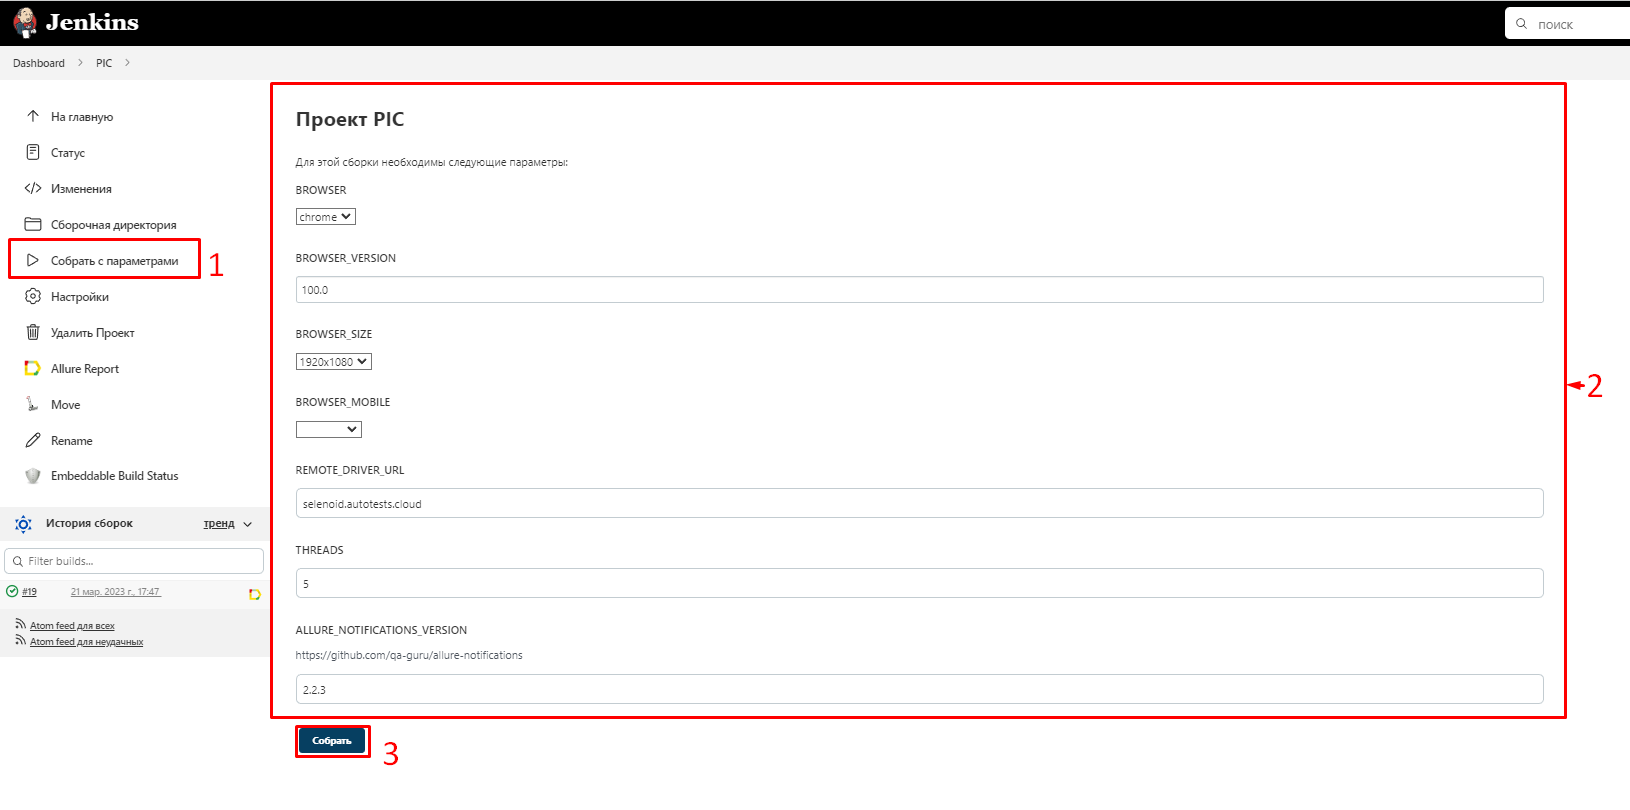 Jenkins
поиск
Dashboard
PIC
На главную
Статус
Изменения
Сборочная директория
Собрать с параметрами
1
Настройки
Удалить Проект
Allure Report
Move
Rename
Embeddable Build Status
История сборок
тренд
Filter builds...
#19
21 мар. 2023 г., 17:47
Atom feed для всех
Atom feed для неудачных
Проект PIC
Для этой сборки необходимы следующие параметры:
BROWSER
chrome
BROWSER_VERSION
100.0
BROWSER_SIZE
1920x1080
BROWSER_MOBILE
REMOTE_DRIVER_URL
selenoid.autotests.cloud
THREADS
5
ALLURE_NOTIFICATIONS_VERSION
https://github.com/qa-guru/allure-notifications
2.2.3
2
Собрать
3